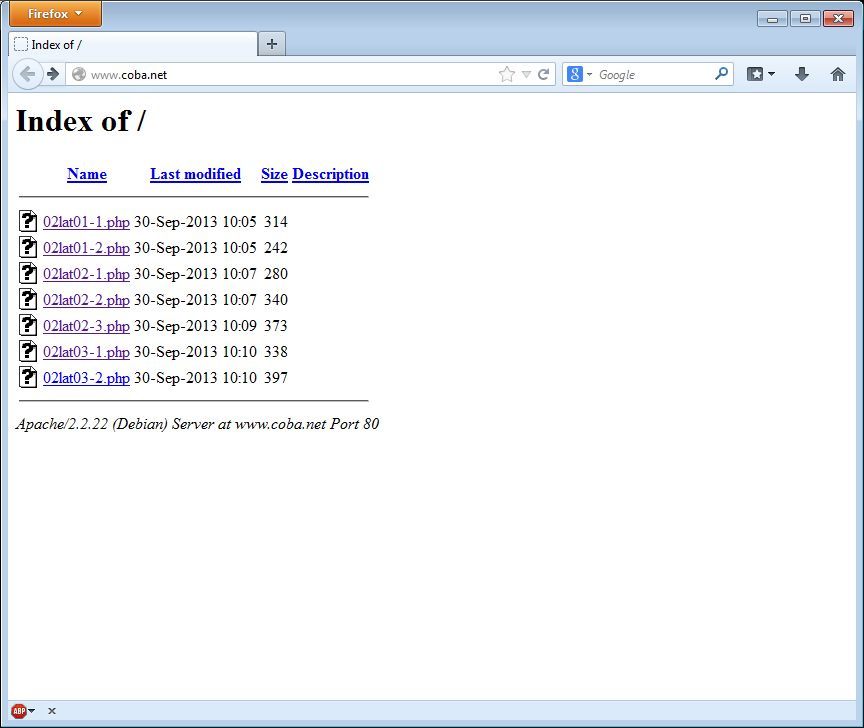 Firefox
Index of /
www.coba.net
8 Google
Index of /
Name Last modified Size Description
02lat01-1.php 30-Sep-2013 10:05 314
02lat01-2.php 30-Sep-2013 10:05 242
02lat02-1.php 30-Sep-2013 10:07 280
02lat02-2.php 30-Sep-2013 10:07 340
02lat02-3.php 30-Sep-2013 10:09 373
02lat03-1.php 30-Sep-2013 10:10 338
02lat03-2.php 30-Sep-2013 10:10 397
Apache/2.2.22 (Debian) Server at www.coba.net Port 80
ABP